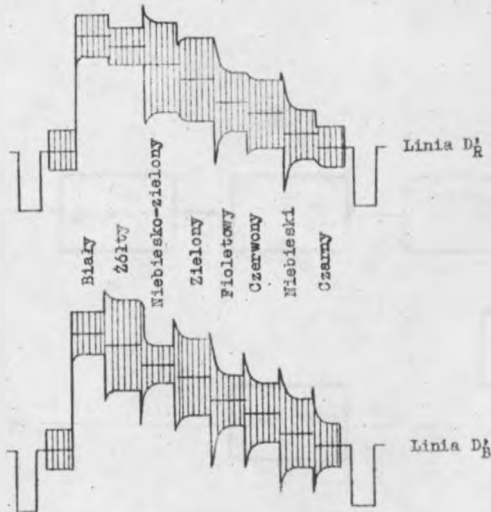 Linia D'R
Biały
Żółty
Niebiesko-zielony
Zielony
Fioletowy
Czerwony
Niebieski
Czarny
Linia D'B